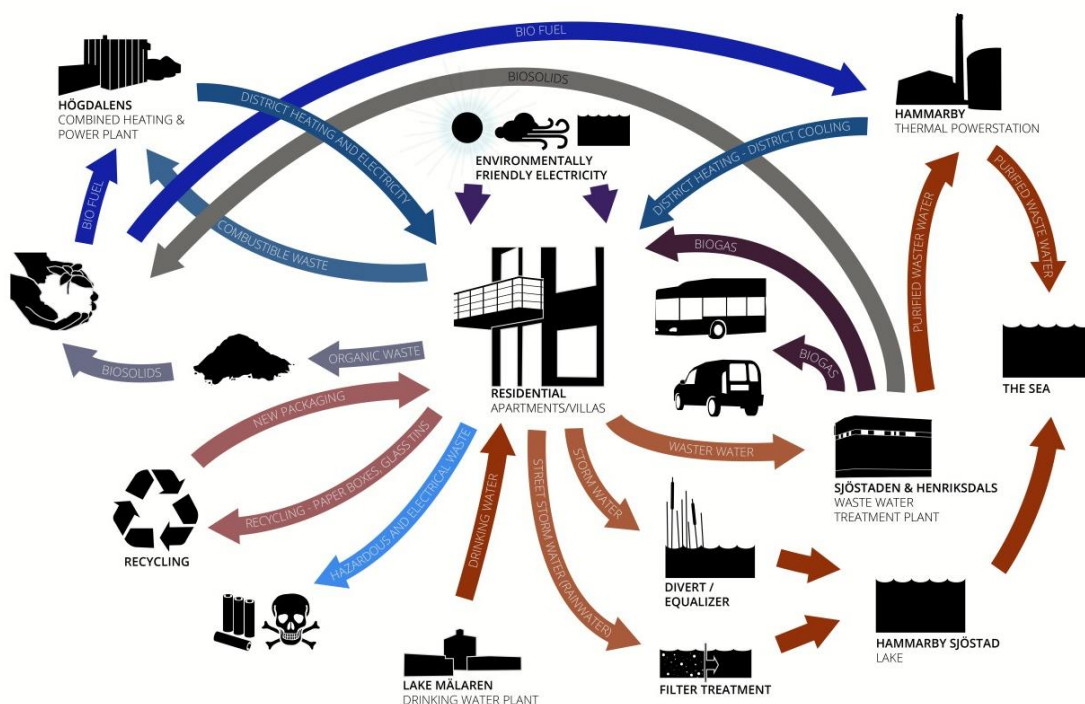 BIO FUEL
BIOSOLIDS
HÖGDALENS
COMBINED HEATING &
POWER PLANT
DISTRICT HEATING AND ELECTRICITY
ENVIRONMENTALLY
FRIENDLY ELECTRICITY
DISTRICT HEATING - DISTRICT COOLING
HAMMARBY
THERMAL POWERSTATION
PURIFIED WASTE WATER
BIO FUEL
COMBUSTIBLE WASTE
BIOGAS
PURIFIED WASTER WATER
ORGANIC WASTE
BIOSOLIDS
BIOGAS
THE SEA
RESIDENTIAL
APARTMENTS/VILLAS
NEW PACKAGING
RECYCLING - PAPER BOXES, GLASS TINS
HAZARDOUS AND ELECTRICAL WASTE
DRINKING WATER
STREET STORM WATER (RAINWATER)
STORM WATER
WASTER WATER
SJÖSTADEN & HENRIKSDALS
WASTE WATER
TREATMENT PLANT
RECYCLING
DIVERT /
EQUALIZER
HAMMARBY SJÖSTAD
LAKE
LAKE MÄLAREN
DRINKING WATER PLANT
FILTER TREATMENT